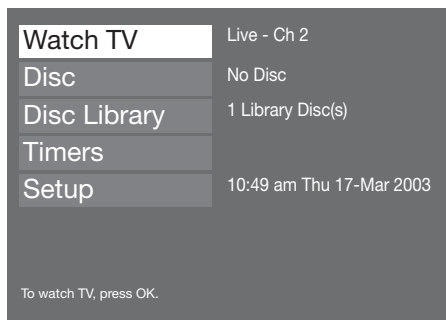 Watch TV Live - Ch 2
Disc No Disc
Disc Library 1 Library Disc(s)
Timers
Setup 10:49 am Thu 17-Mar 2003
To watch TV, press OK.